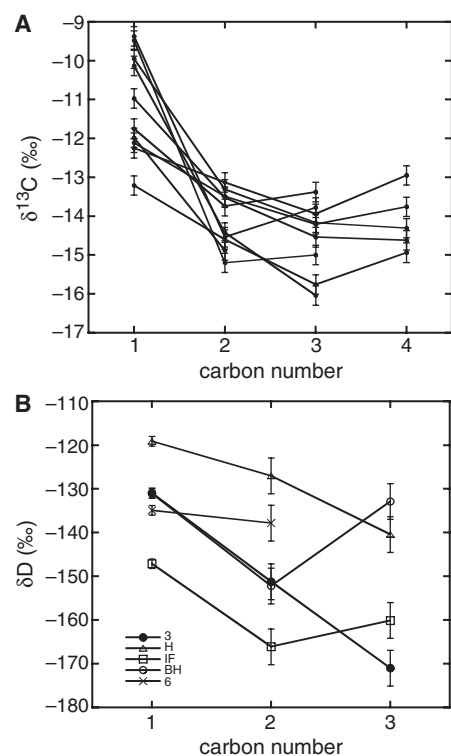 A
−9
−10
−11
−12
−13
−14
−15
−16
−17
δ¹³C (‰)
1 2 3 4
carbon number
B
−110
−120
−130
−140
−150
−160
−170
−180
δD (‰)
3
H
IF
BH
6
1 2 3
carbon number